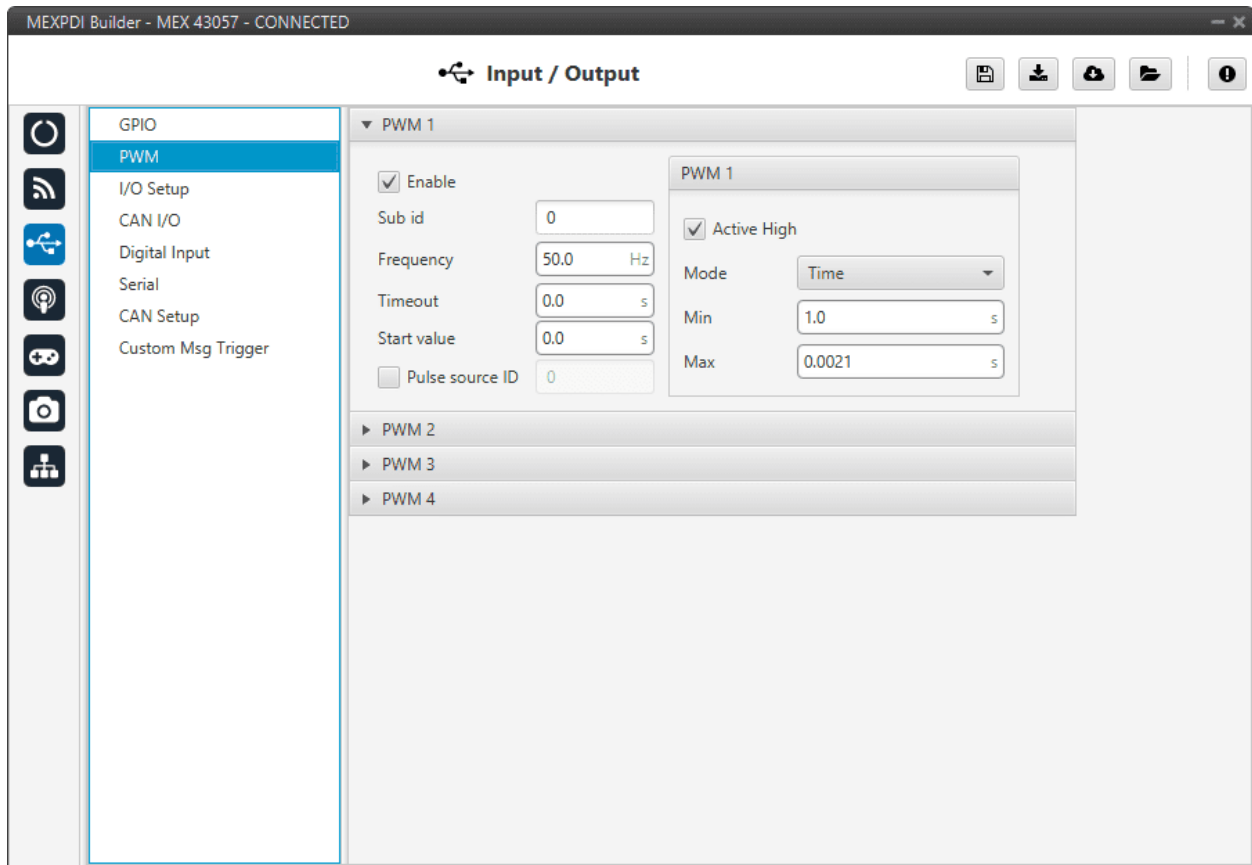 MEXPDI Builder - MEX 43057 - CONNECTED
Input / Output
GPIO
PWM
I/O Setup
CAN I/O
Digital Input
Serial
CAN Setup
Custom Msg Trigger
PWM 1
Enable
Sub id 0
Frequency 50.0 Hz
Timeout 0.0 s
Start value 0.0 s
Pulse source ID 0
PWM 1
Active High
Mode Time
Min 1.0 s
Max 0.0021 s
PWM 2
PWM 3
PWM 4